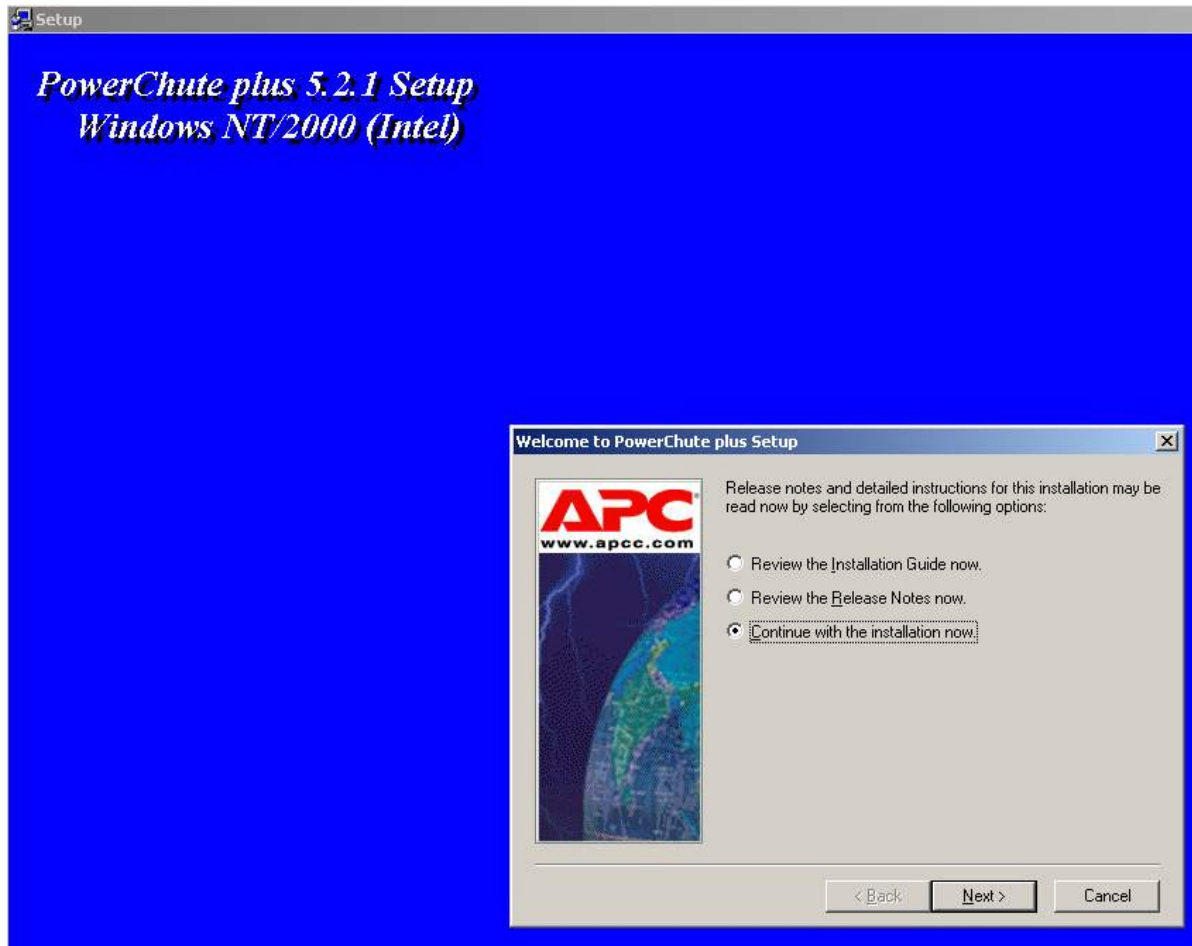 Setup
PowerChute plus 5.2.1 Setup
Windows NT/2000 (Intel)
Welcome to PowerChute plus Setup
APC
www.apcc.com
Release notes and detailed instructions for this installation may be
read now by selecting from the following options:
Review the Installation Guide now.
Review the Release Notes now.
Continue with the installation now.
< Back
Next >
Cancel